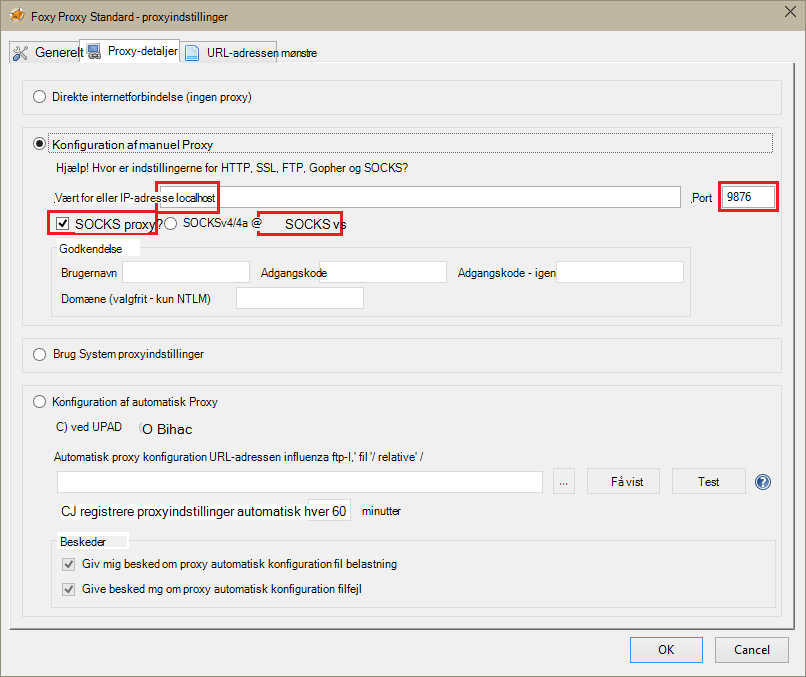 Foxy Proxy Standard - proxyindstillinger
Generelt Proxy-detaljer URL-adressen mønstre
Direkte internetforbindelse (ingen proxy)
Konfiguration af manuel Proxy
Hjælp! Hvor er indstillingerne for HTTP, SSL, FTP, Gopher og SOCKS?
Vært for eller IP-adresse localhost Port 9876
SOCKS proxy? SOCKSv4/4a @ SOCKS vs
Godkendelse
Brugernavn Adgangskode Adgangskode - igen
Domæne (valgfrit - kun NTLM)
Brug System proxyindstillinger
Konfiguration af automatisk Proxy
C) ved UPAD (O Bihac
Automatisk proxy konfiguration URL-adressen influenza ftp-l,' fil '/ relative' /
... Få vist Test ?
CJ registrere proxyindstillinger automatisk hver 60 minutter
Beskeder
Giv mig besked om proxy automatisk konfiguration fil belastning
Give besked mg om proxy automatisk konfiguration filfejl
OK Cancel